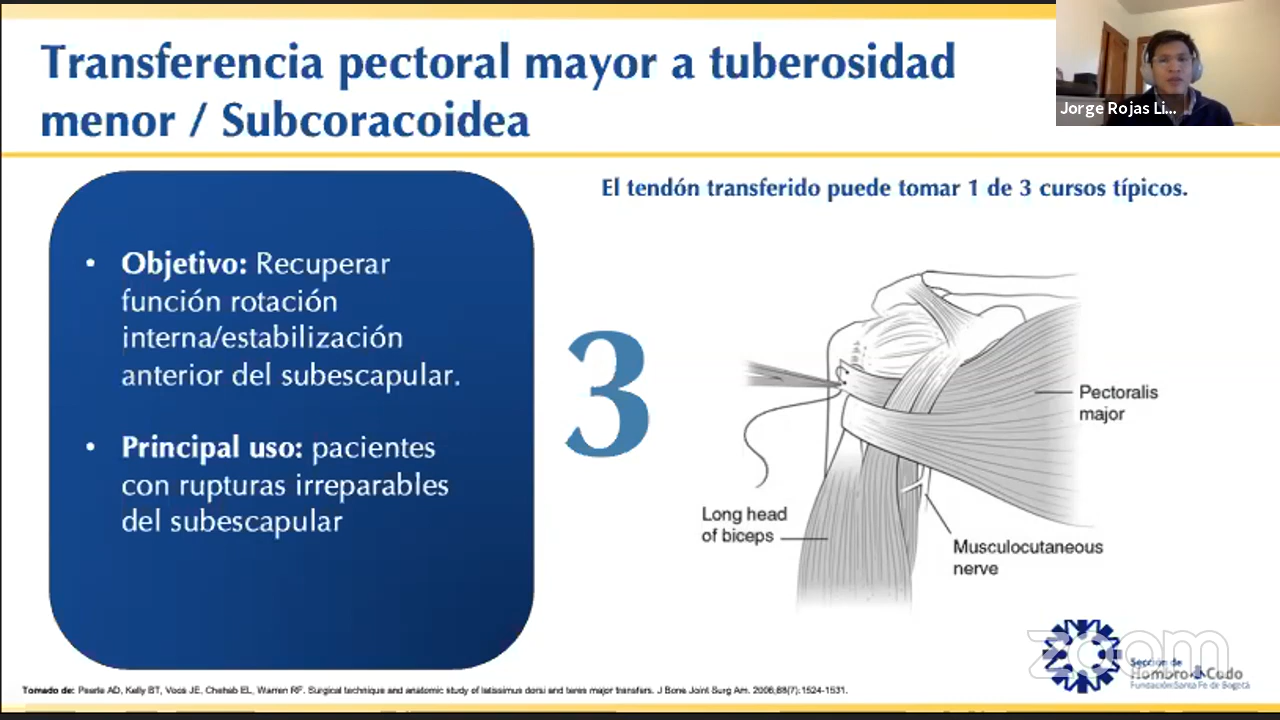 Transferencia pectoral mayor a tuberosidad
menor / Subcoracoidea
Jorge Rojas Li...
El tendón transferido puede tomar 1 de 3 cursos típicos.
• Objetivo: Recuperar
función rotación
interna/estabilización
anterior del subescapular.
• Principal uso: pacientes
con rupturas irreparables
del subescapular
3
Pectoralis
major
Long head
of biceps
Musculocutaneous
nerve
zoom
Sección de
Hombro & Codo
Fundación Santa Fe de Bogotá
Tomado de: Pearle AD, Kelly BT, Voos JE, Chehab EL, Warren RF. Surgical technique and anatomic study of latissimus dorsi and teres major transfers. J Bone Joint Surg Am. 2006;88(7):1524-1531.